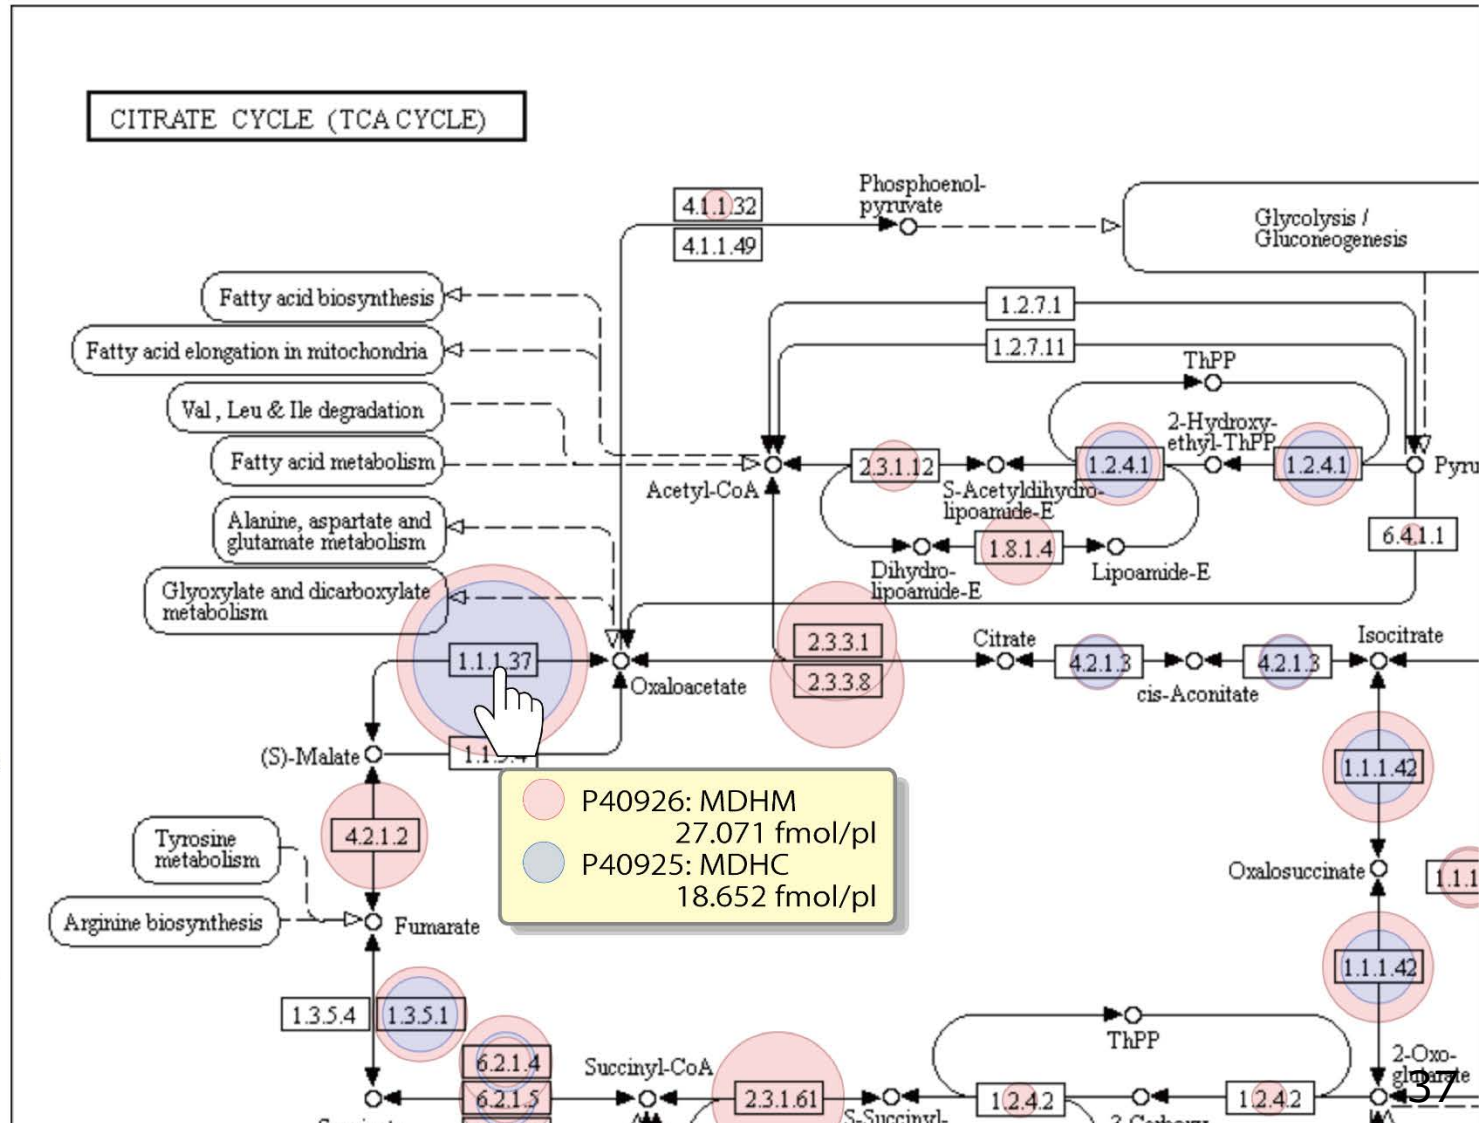 CITRATE CYCLE (TCA CYCLE)
Phosphoenol-
pyruvate
4.1.1.32
4.1.1.49
Glycolysis /
Gluconeogenesis
Fatty acid biosynthesis
1.2.7.1
Fatty acid elongation in mitochondria
1.2.7.11
ThPP
Val , Leu & Ile degradation
2-Hydroxy-
ethyl-ThPP
Fatty acid metabolism
2.3.1.12
1.2.4.1
1.2.4.1
Pyru
Acetyl-CoA
S-Acetyldihydro-
lipoamide-E
Alanine, aspartate and
glutamate metabolism
6.4.1.1
1.8.1.4
Dihydro-
lipoamide-E
Lipoamide-E
Glyoxylate and dicarboxylate
metabolism
2.3.3.1
Citrate
Isocitrate
1.1.1.37
4.2.1.3
4.2.1.3
Oxaloacetate
2.3.3.8
cis-Aconitate
(S)-Malate
1.1.1.42
P40926: MDHM
27.071 fmol/pl
P40925: MDHC
18.652 fmol/pl
4.2.1.2
Tyrosine
metabolism
Oxalosuccinate
1.1.1
Arginine biosynthesis
Fumarate
1.1.1.42
1.3.5.4
1.3.5.1
ThPP
6.2.1.4
Succinyl-CoA
2-Oxo-
glutarate
37
6.2.1.5
2.3.1.61
1.2.4.2
1.2.4.2
S-Succinyl-